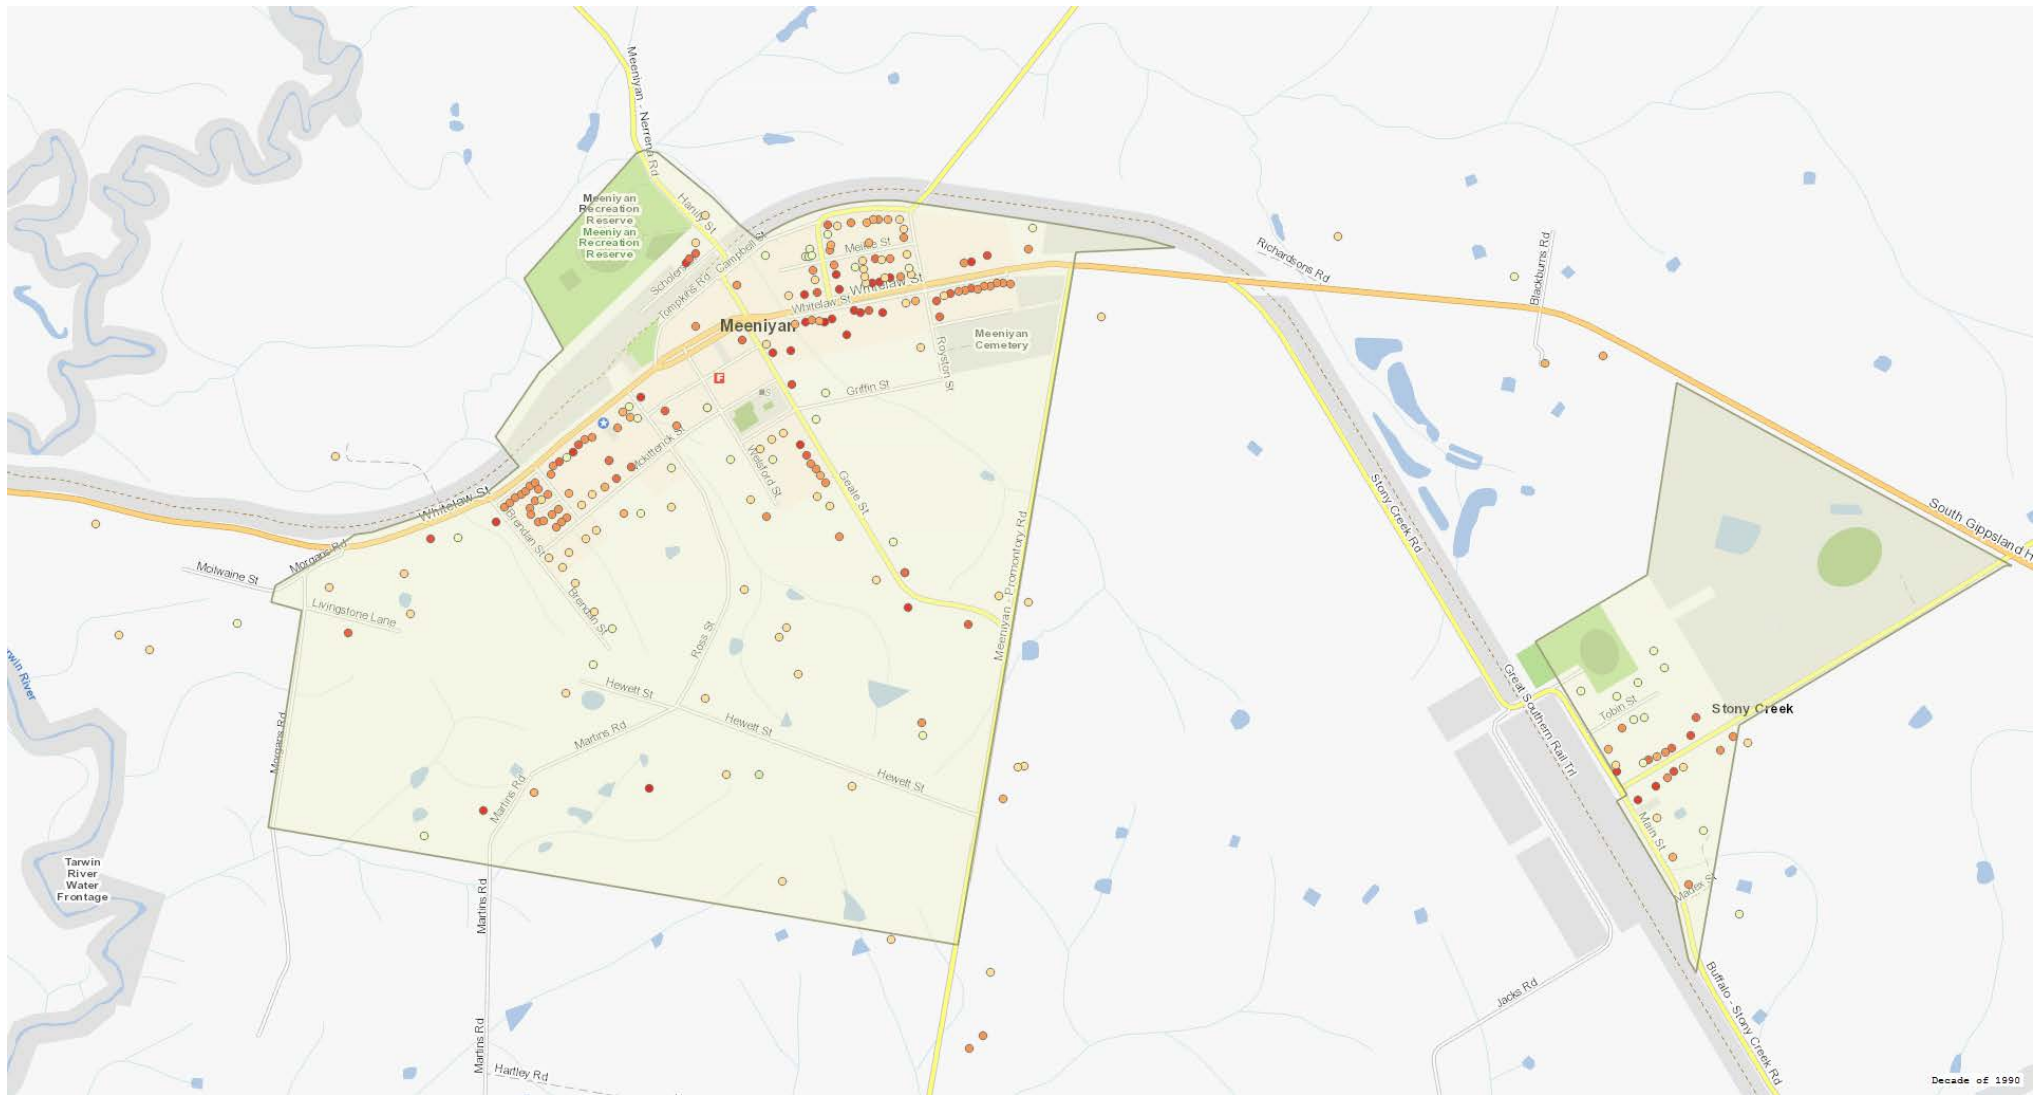 Meeniyan - Nerrena Rd
Meeniyan
Recreation
Reserve
Meeniyan
Recreation
Reserve
Hanily St
Campbell St
Tompkins Rd
Meeniyan
Whitelaw St
Whitelaw St
Meeniyan
Cemetery
Royston St
Griffin St
F
Mckitterick St
Welsford St
Geale St
Whitelaw St
Brendan St
Brendan St
Morgans Rd
Mcilwaine St
Livingstone Lane
Ross St
Hewett St
Hewett St
Hewett St
Martins Rd
Martins Rd
Martins Rd
Martins Rd
Morgans Rd
Meeniyan - Promontory Rd
Tarwin
River
Water
Frontage
Hartley Rd
Richardsons Rd
Blackburns Rd
Stony Creek Rd
South Gippsland H
Great Southern Rail Trl
Tobin St
Stony Creek
Main St
Jacks Rd
Buffalo - Stony Creek Rd
Decade of 1990